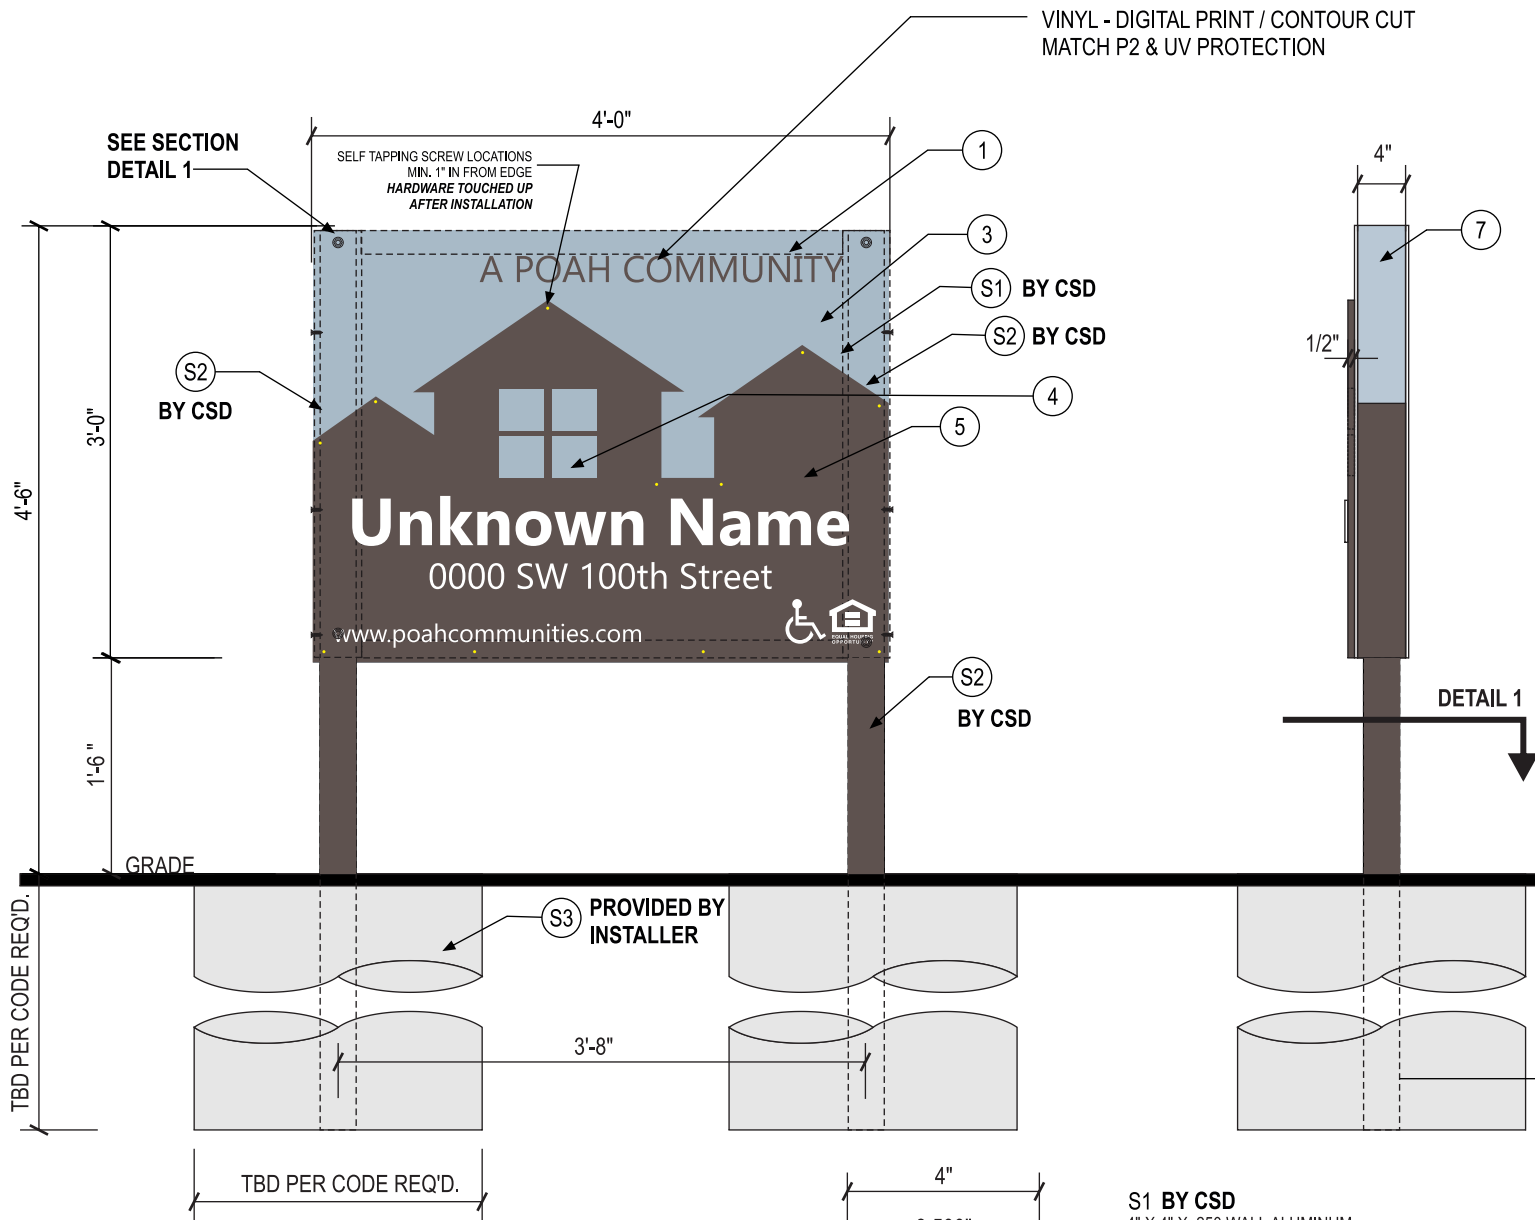 VINYL - DIGITAL PRINT / CONTOUR CUT
MATCH P2 & UV PROTECTION
4'-0"
SEE SECTION
DETAIL 1
SELF TAPPING SCREW LOCATIONS
MIN. 1" IN FROM EDGE
HARDWARE TOUCHED UP
AFTER INSTALLATION
1
4"
3
7
A POAH COMMUNITY
S1 BY CSD
S2 BY CSD
1/2"
S2
BY CSD
4
5
3'-0"
4'-6"
Unknown Name
0000 SW 100th Street
www.poahcommunities.com
EQUAL HOUSING
OPPORTUNITY
S2
BY CSD
DETAIL 1
1'-6"
GRADE
S3
PROVIDED BY
INSTALLER
TBD PER CODE REQ'D.
3'-8"
TBD PER CODE REQ'D.
4"
S1 BY CSD